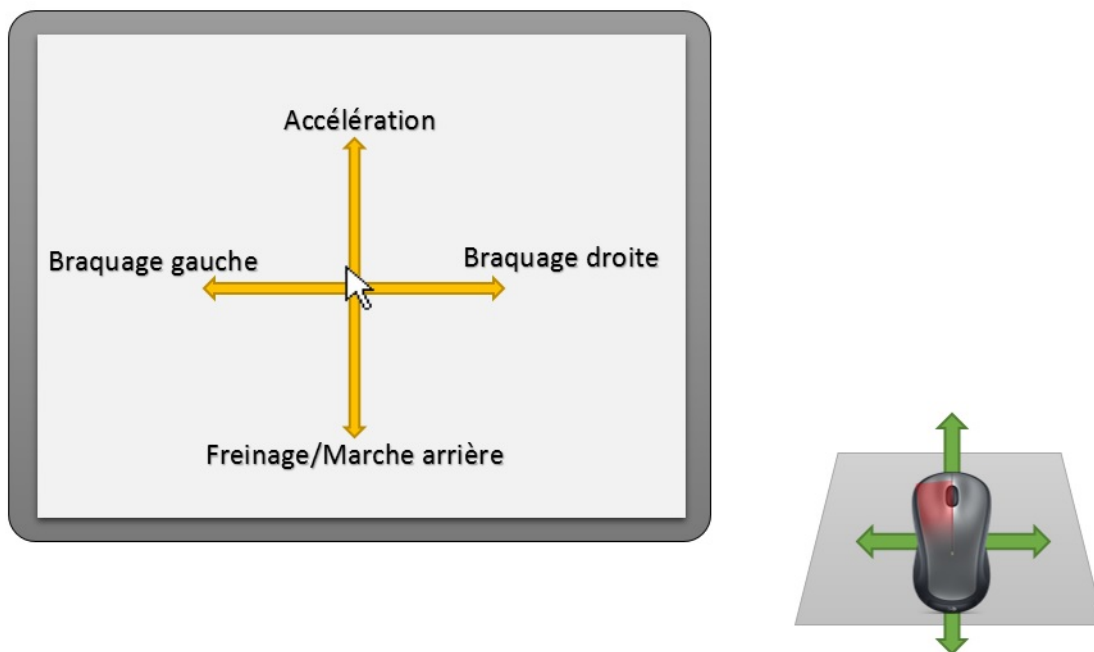 Accélération
Braquage gauche
Braquage droite
Freinage/Marche arrière